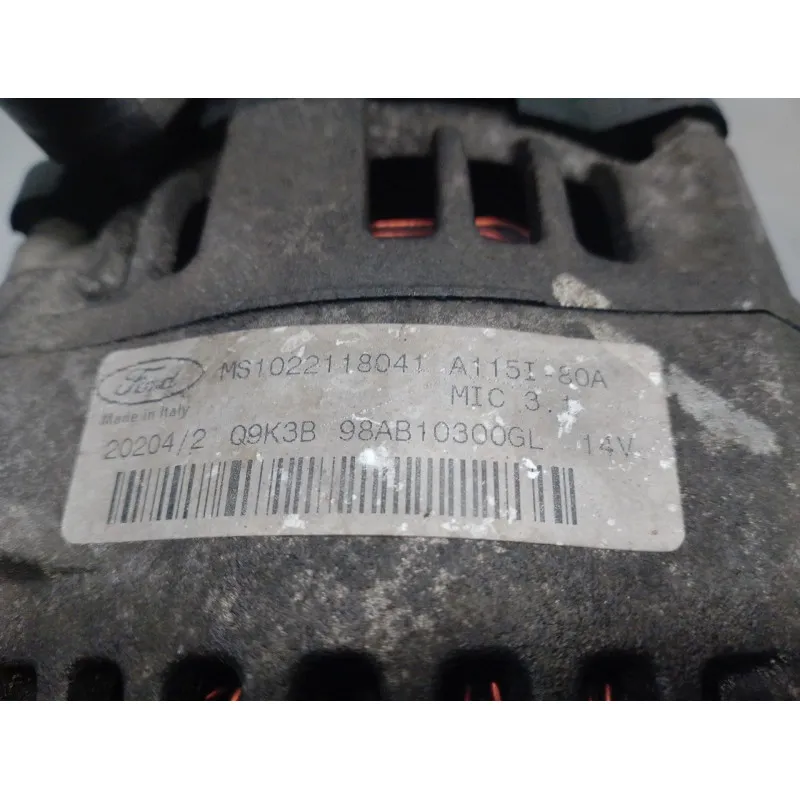 Ford MS1022118041 A115I-80A
Made in Italy MIC 3.1
20204/2 Q9K3B 98AB10300GL 14V